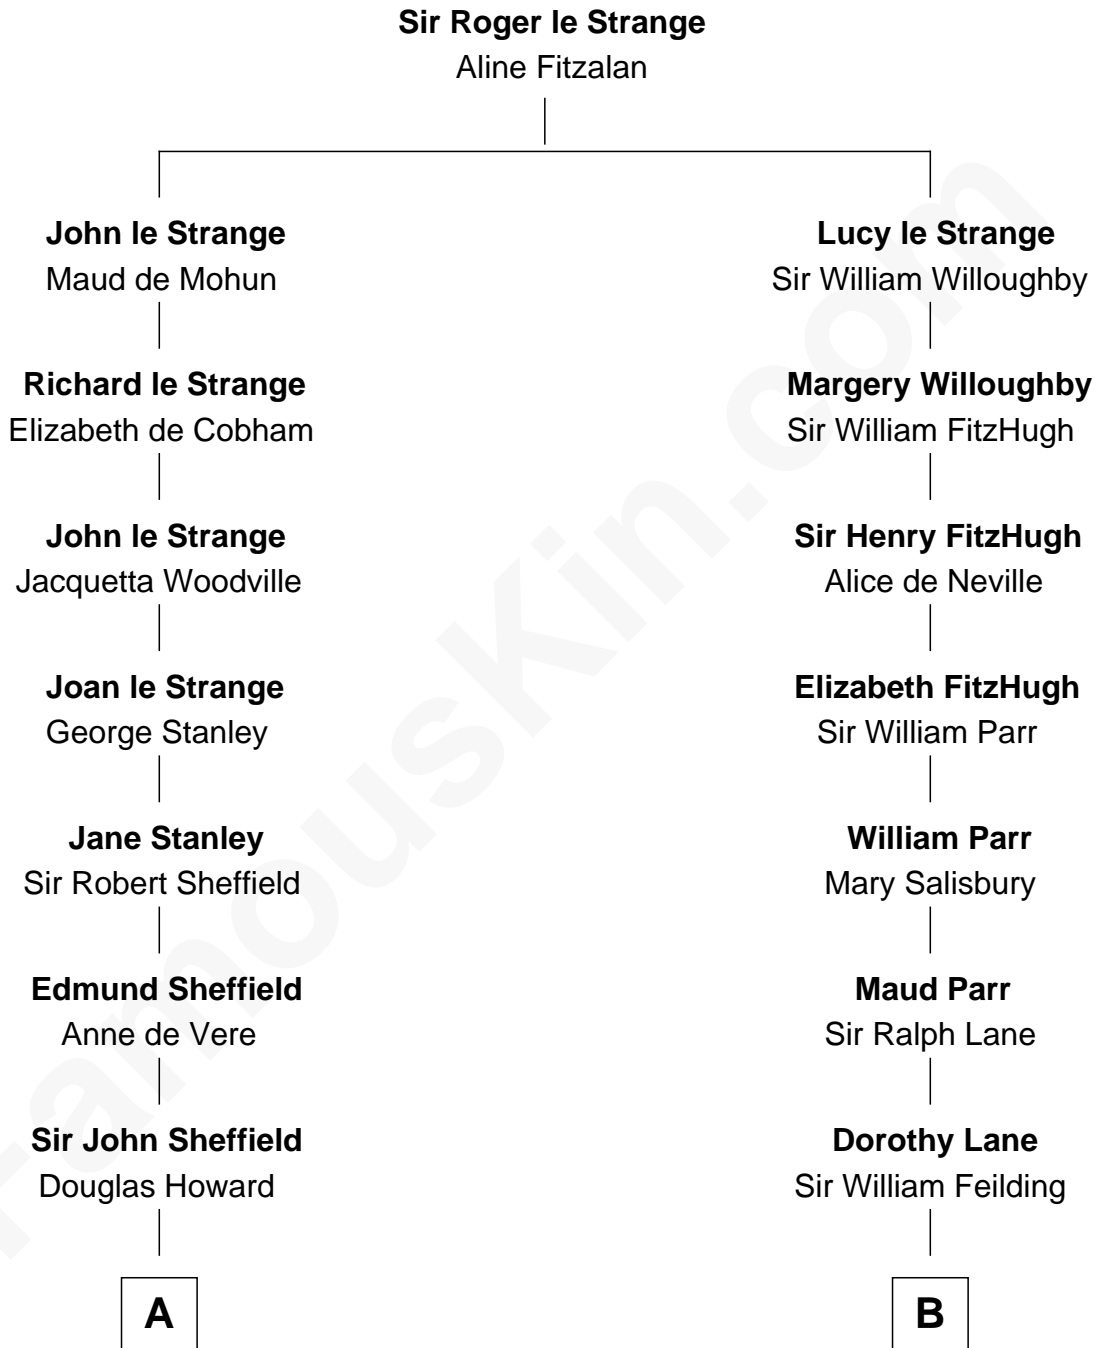 Sir Roger le Strange
Aline Fitzalan
John le Strange
Maud de Mohun
Richard le Strange
Elizabeth de Cobham
John le Strange
Jacquetta Woodville
Joan le Strange
George Stanley
Jane Stanley
Sir Robert Sheffield
Edmund Sheffield
Anne de Vere
Sir John Sheffield
Douglas Howard
A
Lucy le Strange
Sir William Willoughby
Margery Willoughby
Sir William FitzHugh
Sir Henry FitzHugh
Alice de Neville
Elizabeth FitzHugh
Sir William Parr
William Parr
Mary Salisbury
Maud Parr
Sir Ralph Lane
Dorothy Lane
Sir William Feilding
B
FamousKin.com